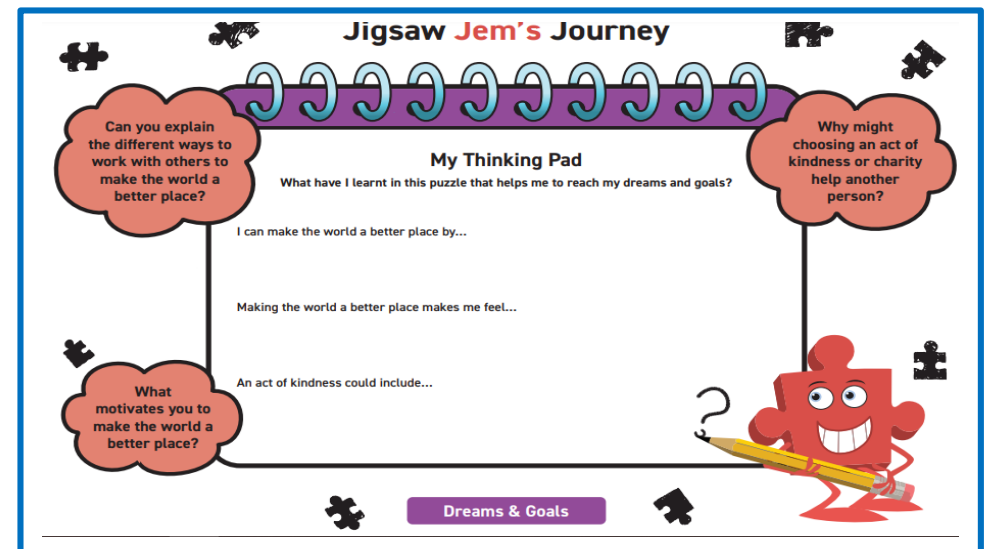 Jigsaw Jem's Journey
Can you explain
the different ways to
work with others to
make the world a
better place?
Why might
choosing an act of
kindness or charity
help another
person?
My Thinking Pad
What have I learnt in this puzzle that helps me to reach my dreams and goals?
I can make the world a better place by...
Making the world a better place makes me feel...
An act of kindness could include...
What
motivates you to
make the world a
better place?
?
Dreams & Goals